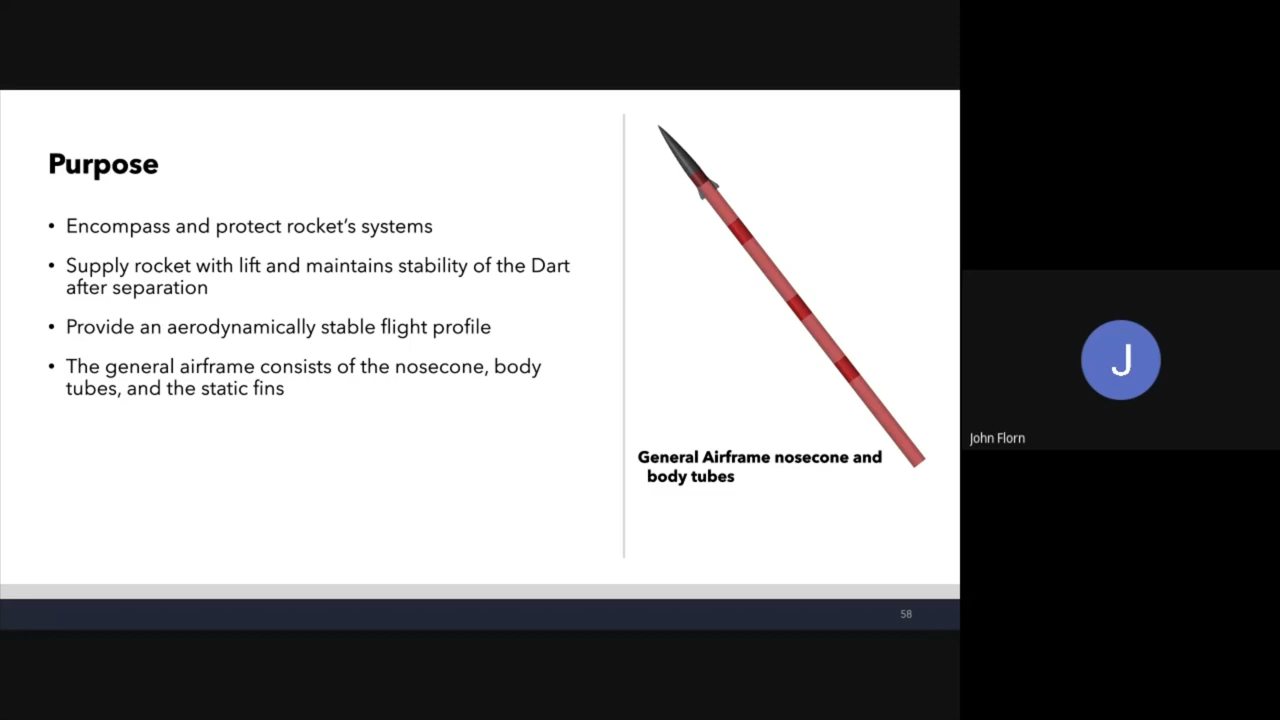 Purpose
• Encompass and protect rocket's systems
• Supply rocket with lift and maintains stability of the Dart
after separation
• Provide an aerodynamically stable flight profile
• The general airframe consists of the nosecone, body
tubes, and the static fins
General Airframe nosecone and
body tubes
58
J
John Florn